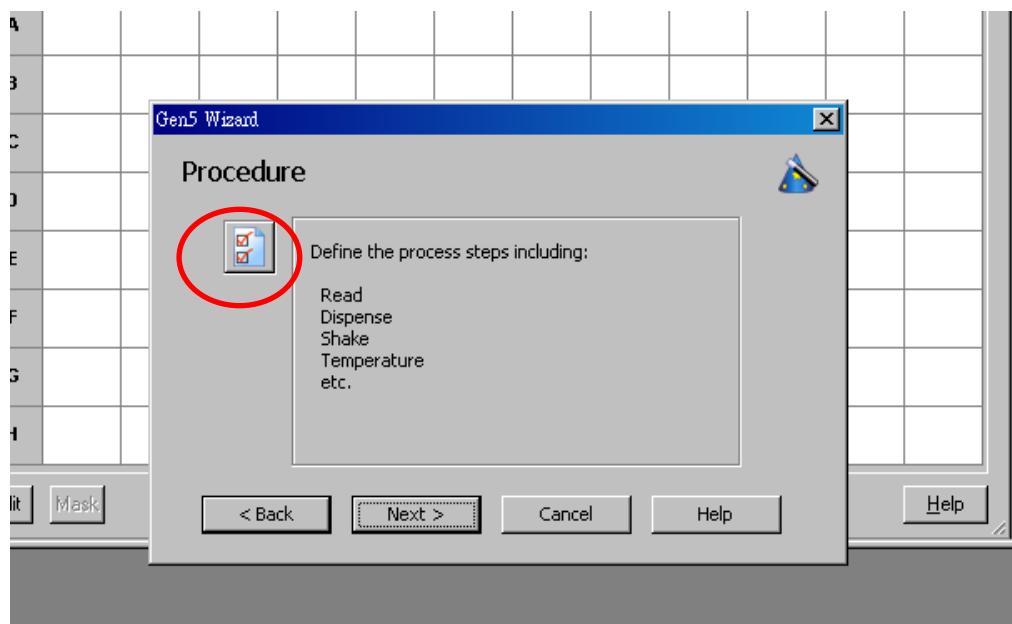 A
B
C
D
E
F
G
H
Gen5 Wizard
Procedure
Define the process steps including:
Read
Dispense
Shake
Temperature
etc.
lit
Mask
< Back
Next >
Cancel
Help
Help